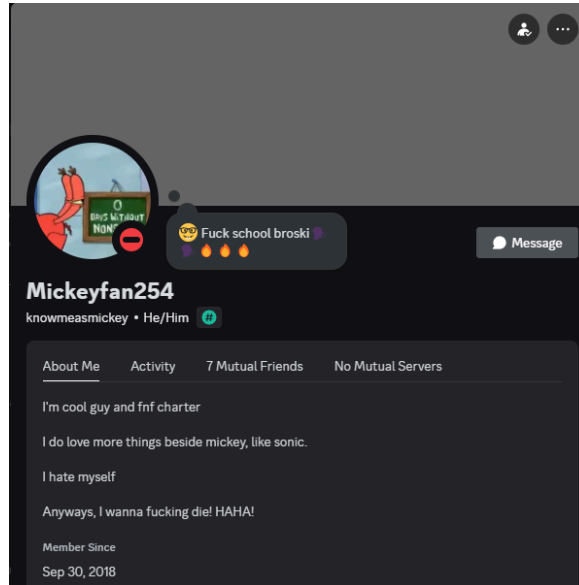 0
DAYS WITHOUT
NONS
🤓 Fuck school broski
🔥 🔥 🔥
Message
Mickeyfan254
knowmeasmickey • He/Him #
About Me Activity 7 Mutual Friends No Mutual Servers
I'm cool guy and fnf charter
I do love more things beside mickey, like sonic.
I hate myself
Anyways, I wanna fucking die! HAHA!
Member Since
Sep 30, 2018